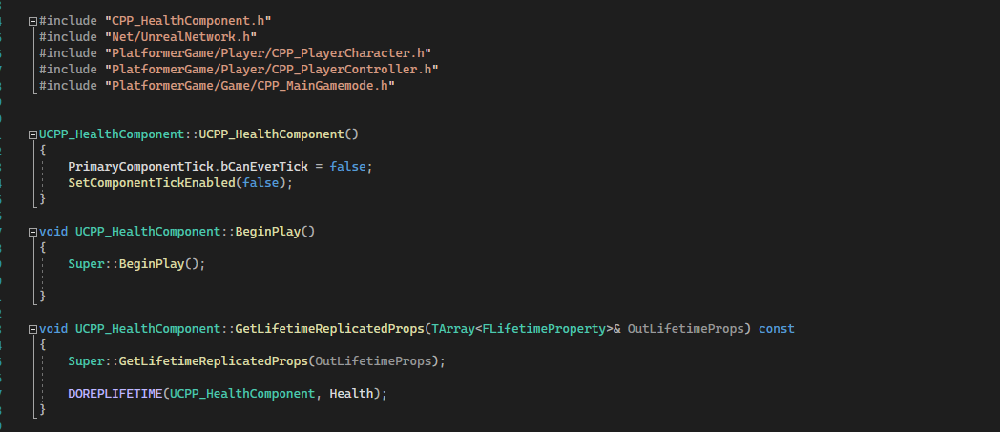 #include "CPP_HealthComponent.h"
#include "Net/UnrealNetwork.h"
#include "PlatformerGame/Player/CPP_PlayerCharacter.h"
#include "PlatformerGame/Player/CPP_PlayerController.h"
#include "PlatformerGame/Game/CPP_MainGamemode.h"
UCPP_HealthComponent::UCPP_HealthComponent()
{
PrimaryComponentTick.bCanEverTick = false;
SetComponentTickEnabled(false);
}
void UCPP_HealthComponent::BeginPlay()
{
Super::BeginPlay();
}
void UCPP_HealthComponent::GetLifetimeReplicatedProps(TArray<FLifetimeProperty>& OutLifetimeProps) const
{
Super::GetLifetimeReplicatedProps(OutLifetimeProps);
DOREPLIFETIME(UCPP_HealthComponent, Health);
}